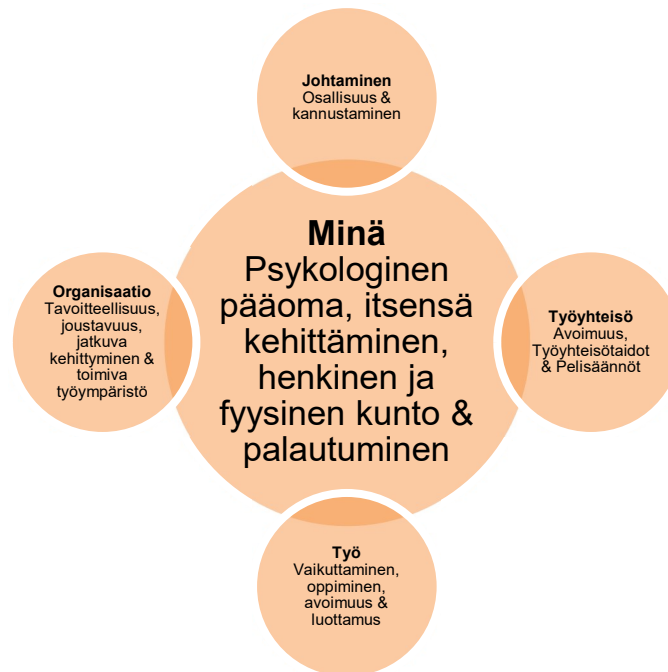 Johtaminen
Osallisuus &
kannustaminen
Minä
Psykologinen
pääoma, itsensä
kehittäminen,
henkinen ja
fyysinen kunto &
palautuminen
Organisaatio
Tavoitteellisuus,
joustavuus,
jatkuva
kehittyminen &
toimiva
työympäristö
Työyhteisö
Avoimuus,
Työyhteisötaidot
& Pelisäännöt
Työ
Vaikuttaminen,
oppiminen,
avoimuus &
luottamus